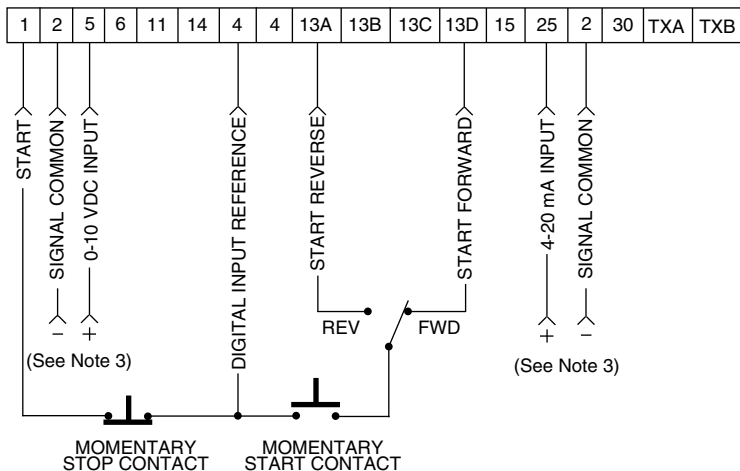 1 2 5 6 11 14 4 4 13A 13B 13C 13D 15 25 2 30 TXA TXB
START
SIGNAL COMMON
0-10 VDC INPUT
DIGITAL INPUT REFERENCE
START REVERSE
START FORWARD
4-20 mA INPUT
SIGNAL COMMON
REV
FWD
− +
+ −
(See Note 3)
(See Note 3)
MOMENTARY
STOP CONTACT
MOMENTARY
START CONTACT